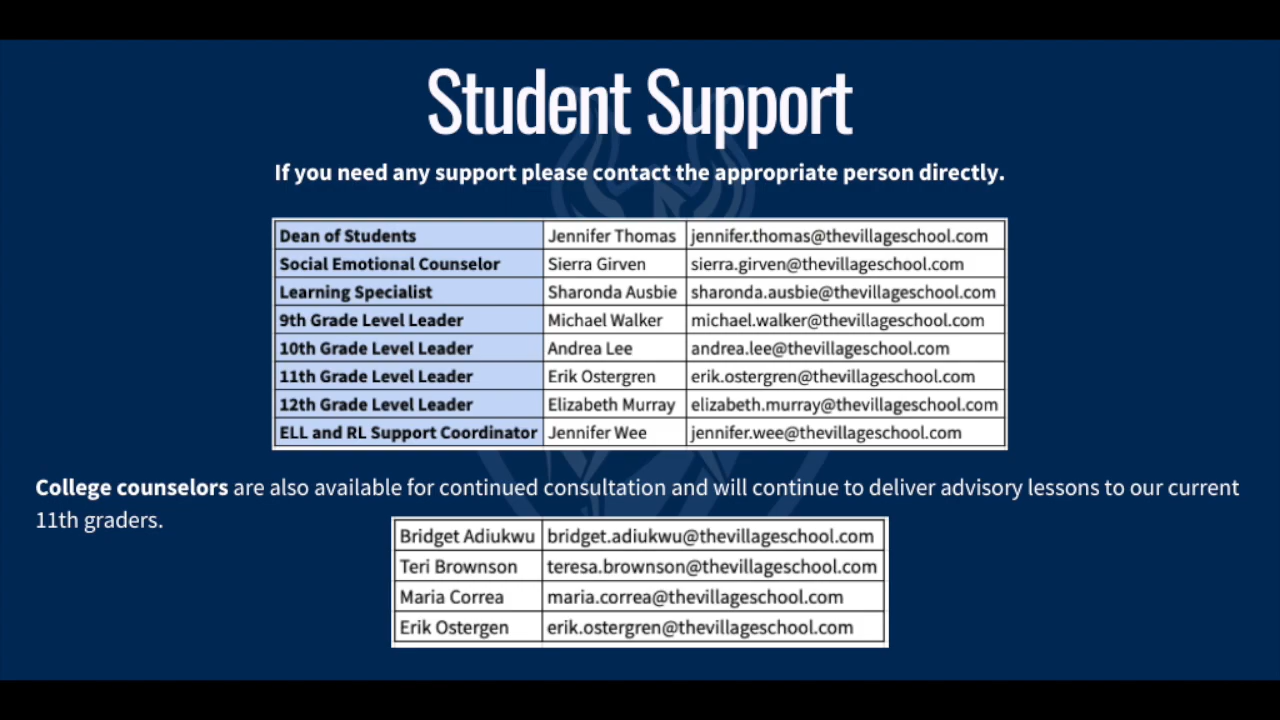 Student Support
If you need any support please contact the appropriate person directly.
Dean of Students Jennifer Thomas jennifer.thomas@thevillageschool.com
Social Emotional Counselor Sierra Girven sierra.girven@thevillageschool.com
Learning Specialist Sharonda Ausbie sharonda.ausbie@thevillageschool.com
9th Grade Level Leader Michael Walker michael.walker@thevillageschool.com
10th Grade Level Leader Andrea Lee andrea.lee@thevillageschool.com
11th Grade Level Leader Erik Ostergren erik.ostergren@thevillageschool.com
12th Grade Level Leader Elizabeth Murray elizabeth.murray@thevillageschool.com
ELL and RL Support Coordinator Jennifer Wee jennifer.wee@thevillageschool.com
College counselors are also available for continued consultation and will continue to deliver advisory lessons to our current
11th graders.
Bridget Adiukwu bridget.adiukwu@thevillageschool.com
Teri Brownson teresa.brownson@thevillageschool.com
Maria Correa maria.correa@thevillageschool.com
Erik Ostergen erik.ostergren@thevillageschool.com